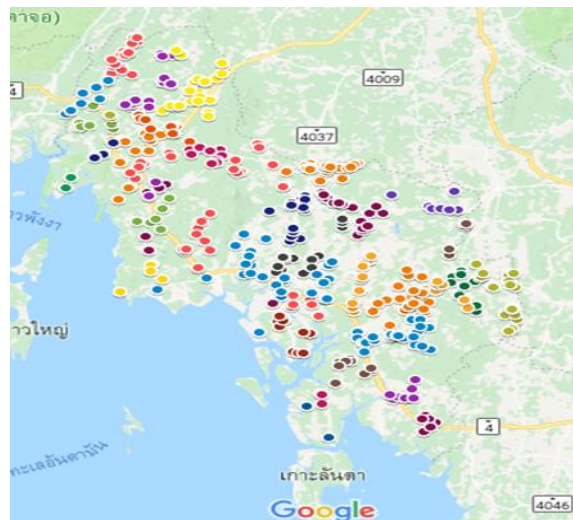 ตาจอ)
4
4009
4037
าวพังงา
าวใหญ่
ทะเลอันดามัน
4
เกาะลันตา
Google
4046